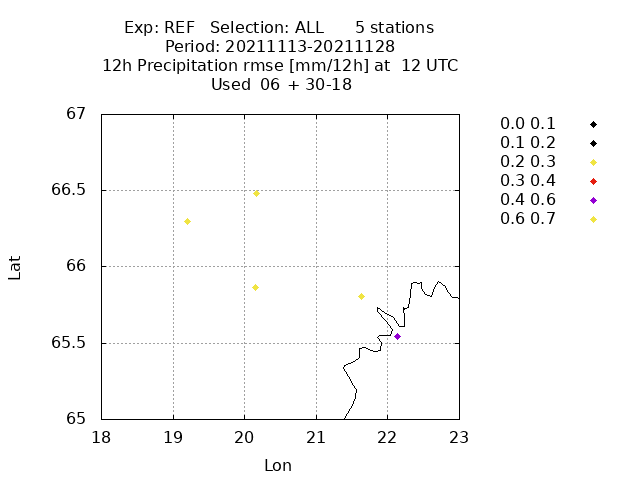 Exp: REF   Selection: ALL      5 stations
Period: 20211113-20211128
12h Precipitation rmse [mm/12h] at  12 UTC
Used  06 + 30-18
67
66.5
66
65.5
65
18
19
20
21
22
23
Lat
Lon
0.0 0.1
0.1 0.2
0.2 0.3
0.3 0.4
0.4 0.6
0.6 0.7